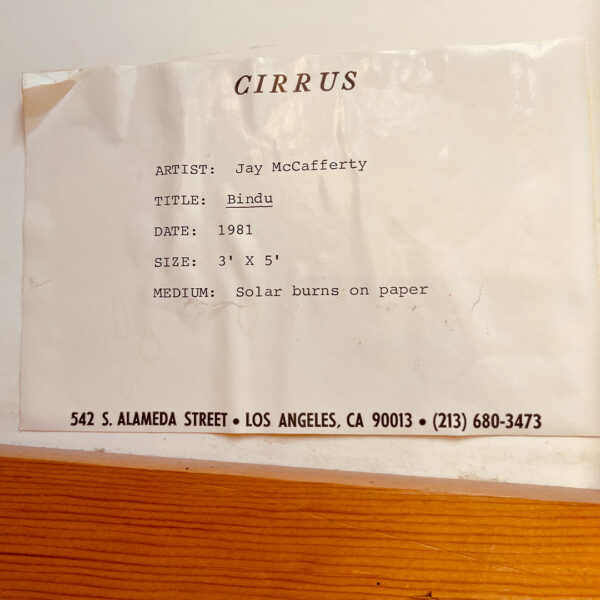 CIRRUS
ARTIST: Jay McCafferty
TITLE: Bindu
DATE: 1981
SIZE: 3' X 5'
MEDIUM: Solar burns on paper
542 S. ALAMEDA STREET • LOS ANGELES, CA 90013 • (213) 680-3473